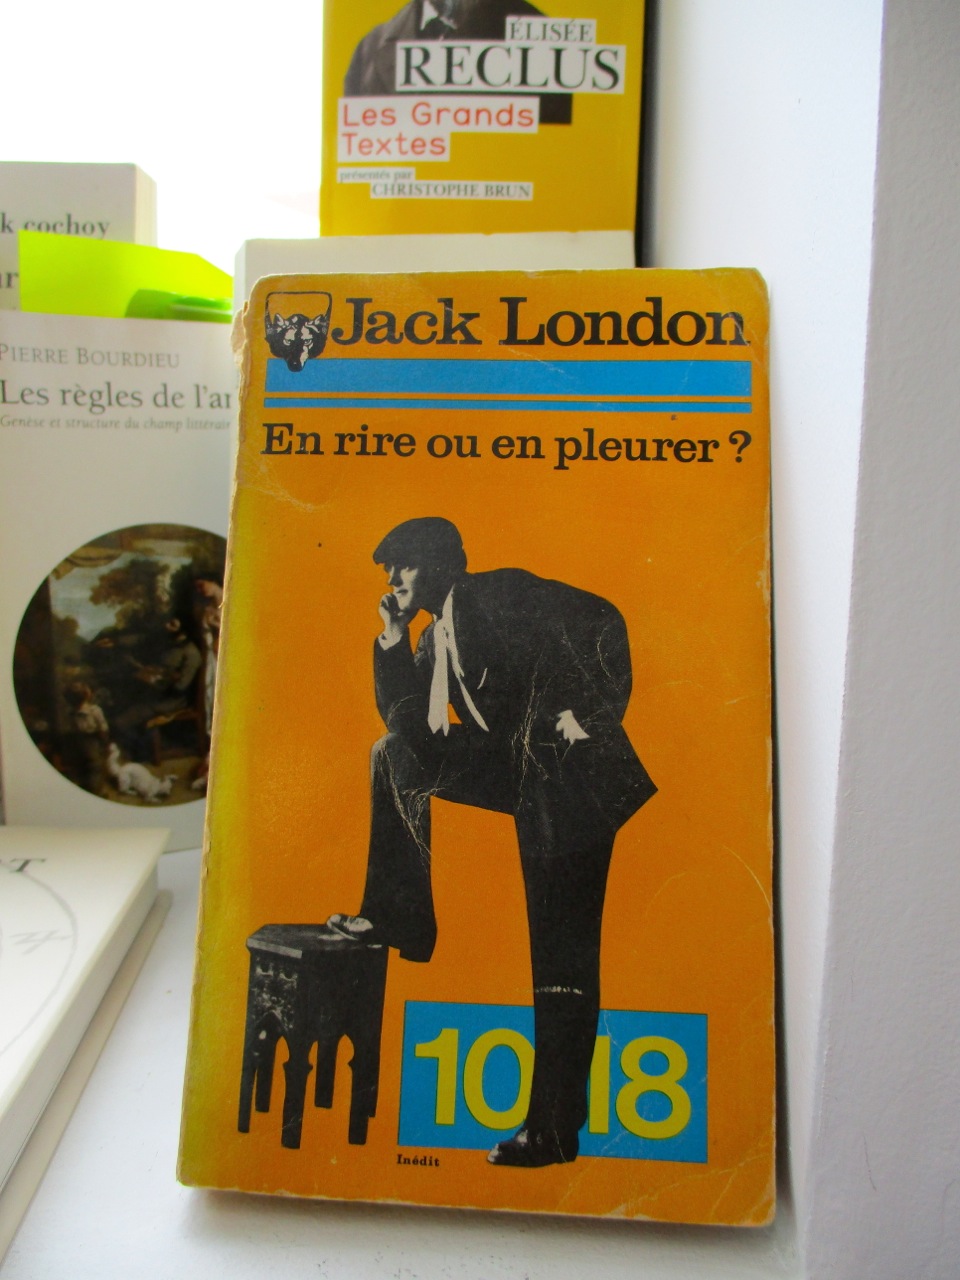 ÉLISÉE
RECLUS
Les Grands
Textes
présentés par
CHRISTOPHE BRUN
k cochoy
PIERRE BOURDIEU
Les règles de l'ar
Genèse et structure du champ littérair
Jack London
En rire ou en pleurer ?
10 18
Inédit